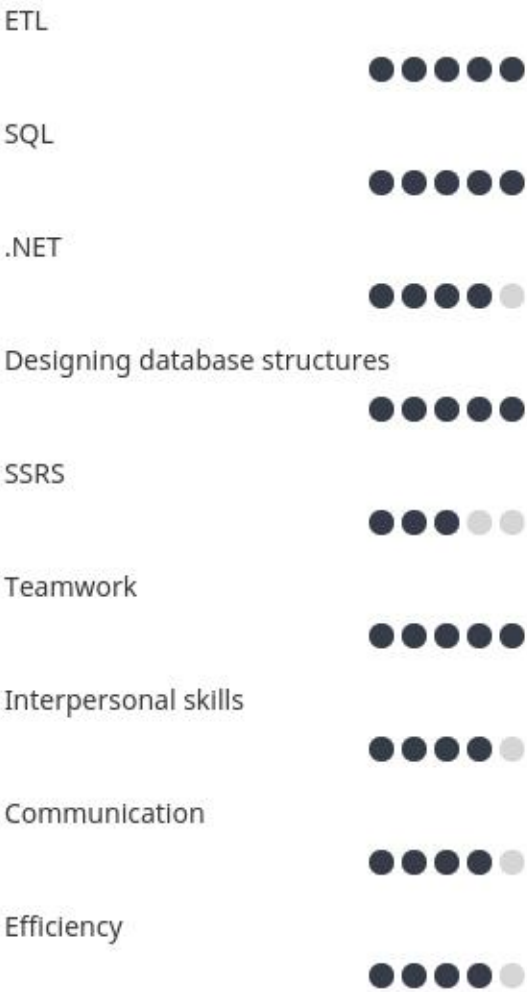 ETL
SQL
.NET
Designing database structures
SSRS
Teamwork
Interpersonal skills
Communication
Efficiency